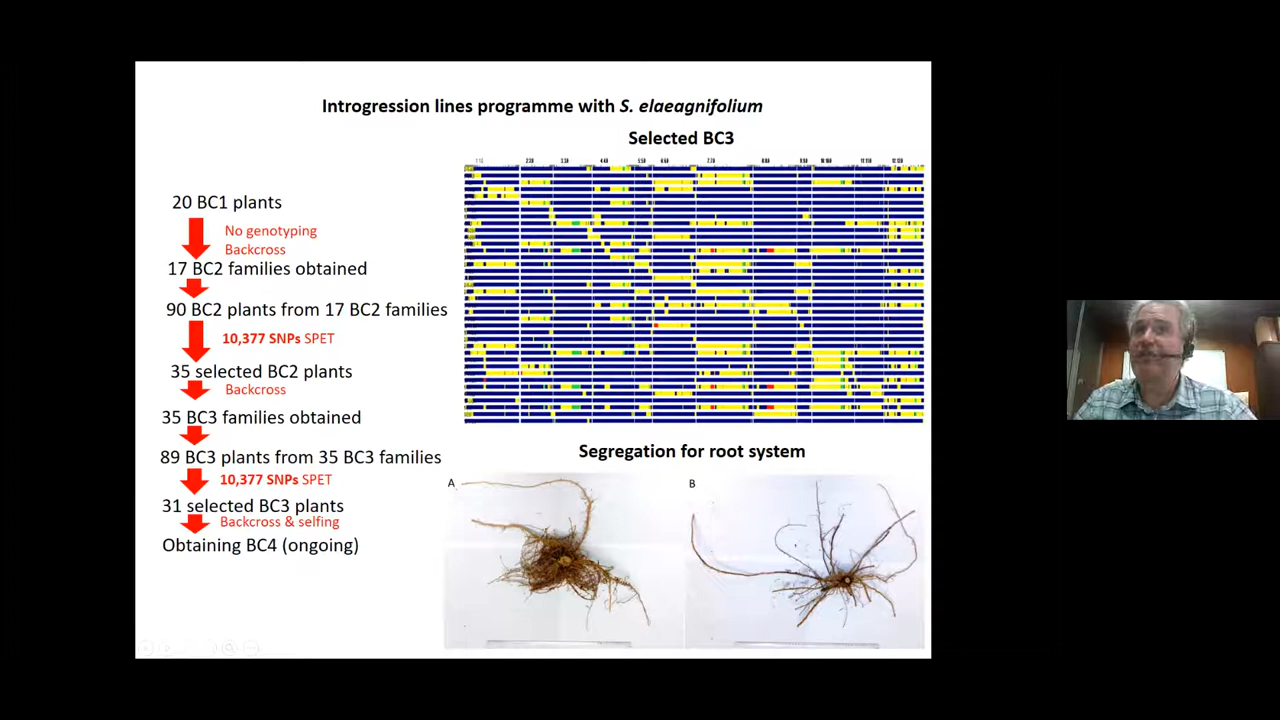 Introgression lines programme with S. elaeagnifolium
Selected BC3
20 BC1 plants
No genotyping
Backcross
17 BC2 families obtained
90 BC2 plants from 17 BC2 families
10,377 SNPs SPET
35 selected BC2 plants
Backcross
35 BC3 families obtained
89 BC3 plants from 35 BC3 families
10,377 SNPs SPET
31 selected BC3 plants
Backcross & selfing
Obtaining BC4 (ongoing)
Segregation for root system
A
B